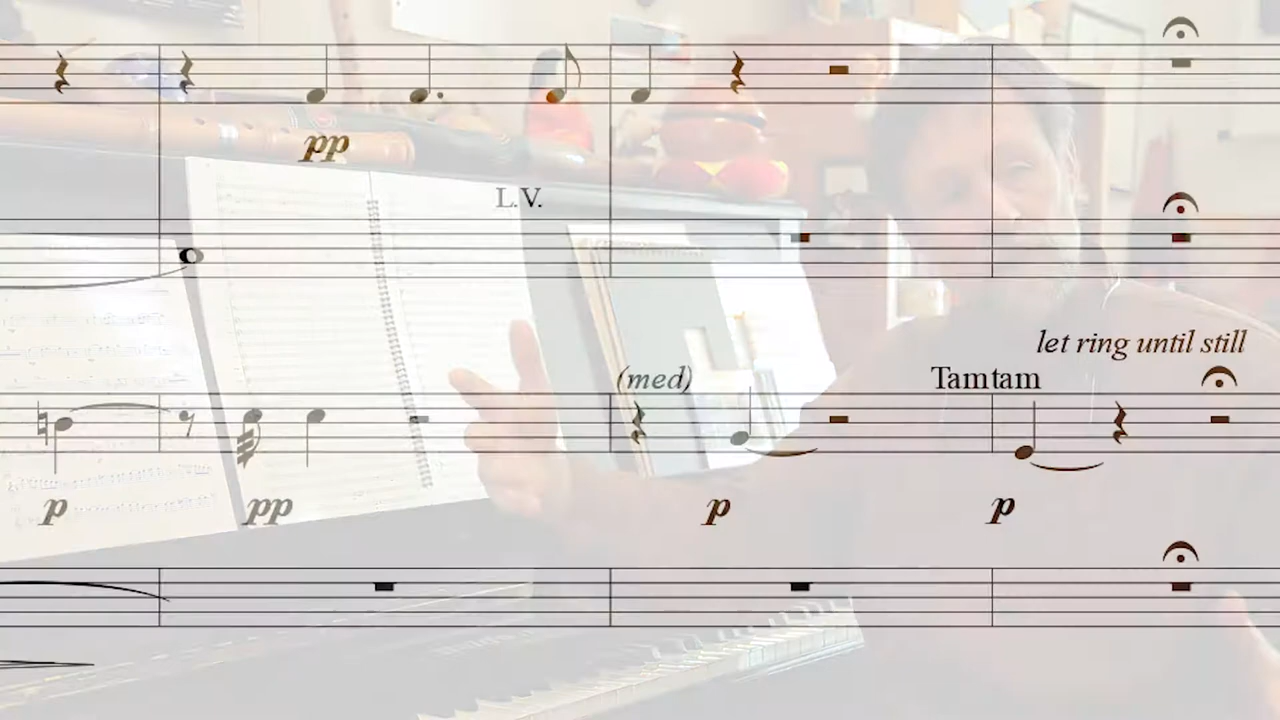 pp
L.V.
let ring until still
(med)
Tamtam
p
pp
p
p